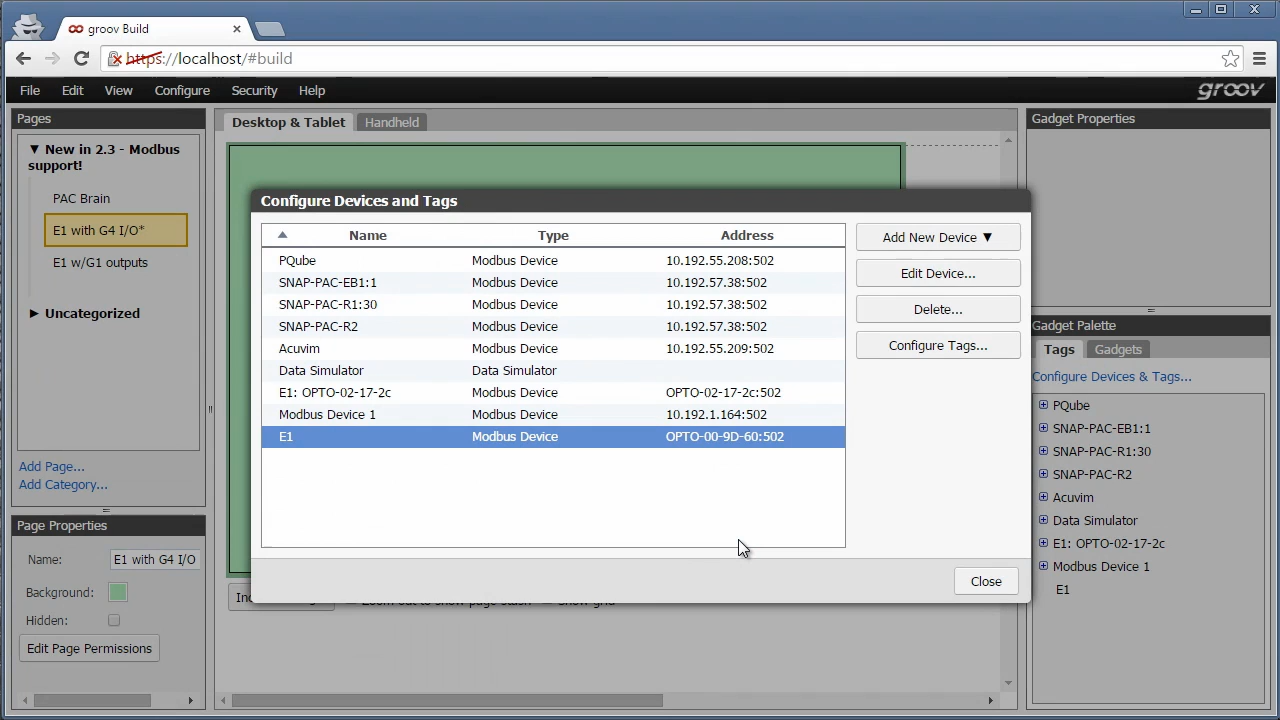 groov Build
https://localhost/#build
File Edit View Configure Security Help
groov
Pages
▼ New in 2.3 - Modbus
support!
PAC Brain
E1 with G4 I/O*
E1 w/G1 outputs
▶ Uncategorized
Add Page...
Add Category...
Page Properties
Name: E1 with G4 I/O
Background:
Hidden:
Edit Page Permissions
Desktop & Tablet Handheld
Configure Devices and Tags
Name Type Address
PQube Modbus Device 10.192.55.208:502
SNAP-PAC-EB1:1 Modbus Device 10.192.57.38:502
SNAP-PAC-R1:30 Modbus Device 10.192.57.38:502
SNAP-PAC-R2 Modbus Device 10.192.57.38:502
Acuvim Modbus Device 10.192.55.209:502
Data Simulator Data Simulator
E1: OPTO-02-17-2c Modbus Device OPTO-02-17-2c:502
Modbus Device 1 Modbus Device 10.192.1.164:502
E1 Modbus Device OPTO-00-9D-60:502
Add New Device ▼
Edit Device...
Delete...
Configure Tags...
Close
Gadget Properties
Gadget Palette
Tags Gadgets
Configure Devices & Tags...
PQube
SNAP-PAC-EB1:1
SNAP-PAC-R1:30
SNAP-PAC-R2
Acuvim
Data Simulator
E1: OPTO-02-17-2c
Modbus Device 1
E1